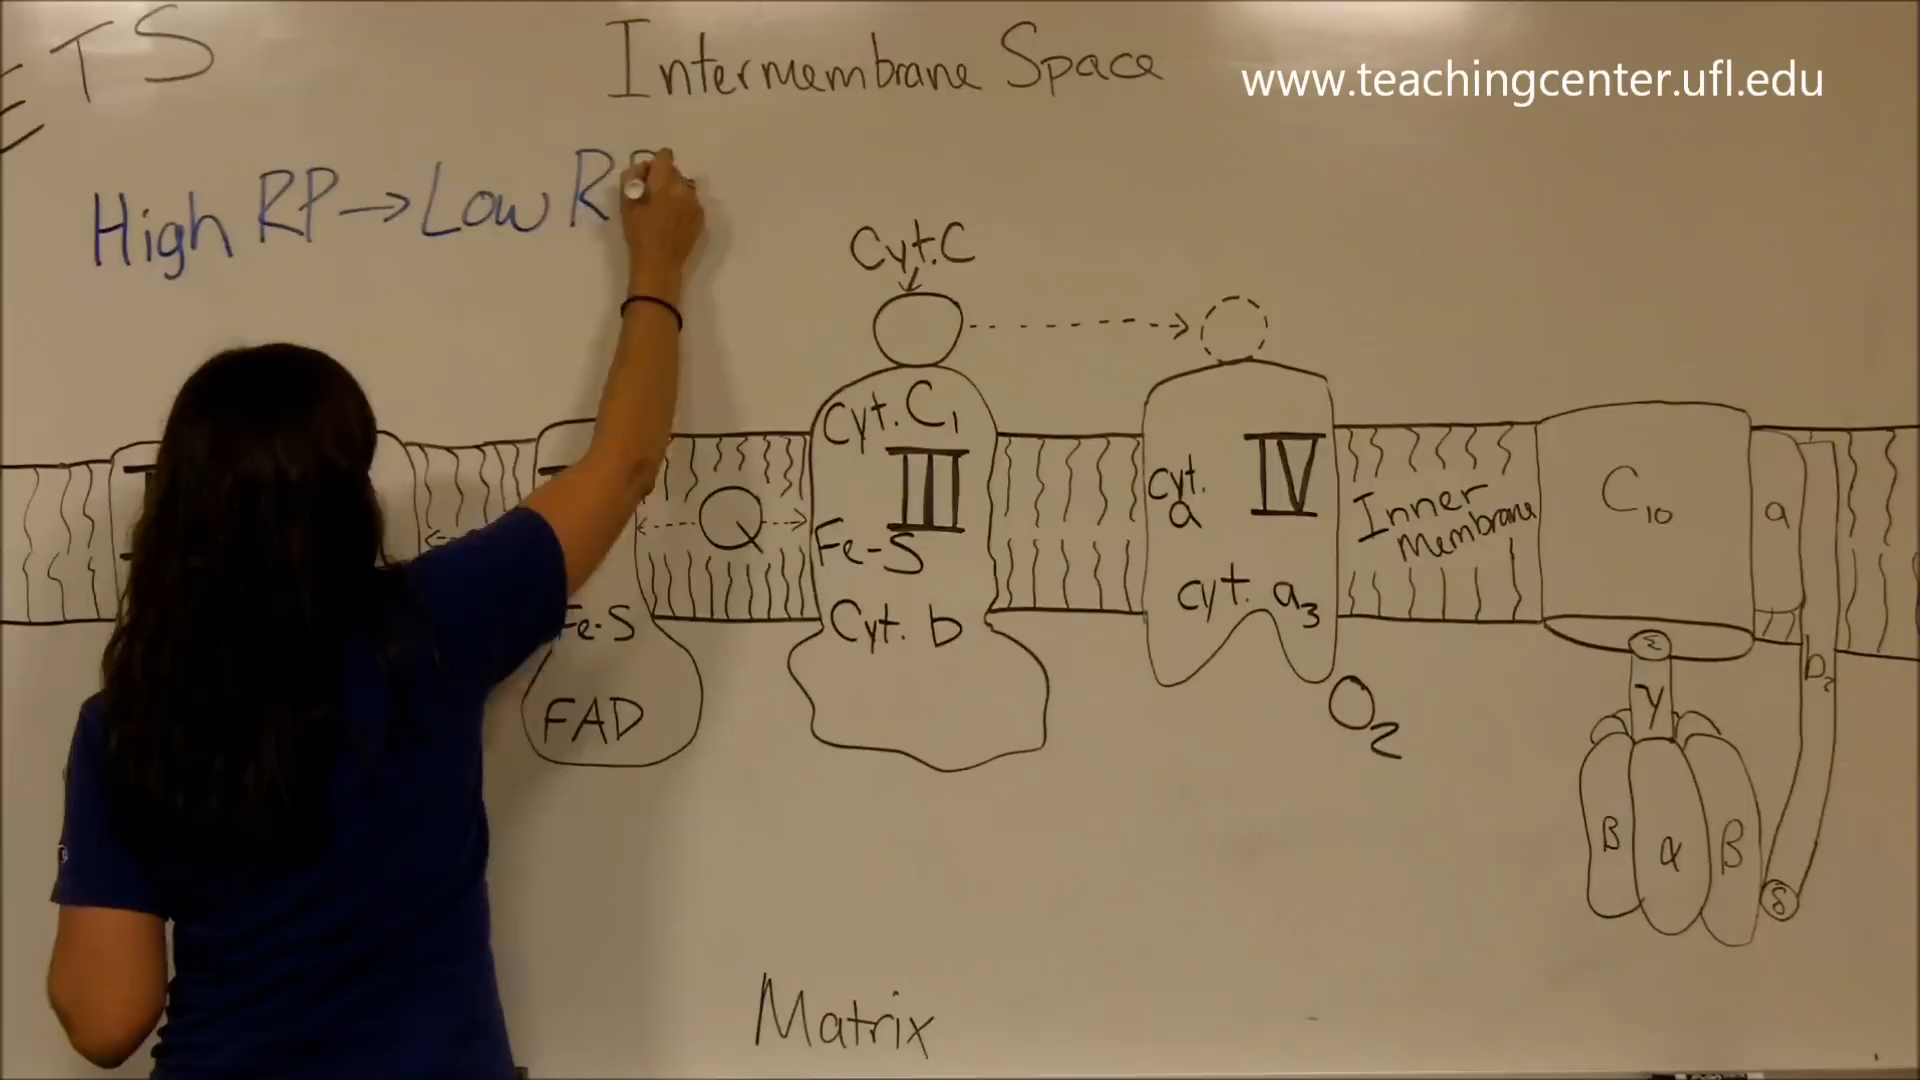 ETS
Intermembrane Space
www.teachingcenter.ufl.edu
High RP→Low R
Cyt.C
Cyt. C₁
III
Fe-S
Cyt. b
Q
Fe-S
FAD
cyt.
a
IV
cyt. a₃
O₂
Inner
Membrane
C₁₀
a
b₂
ε
γ
β
α
β
δ
Matrix